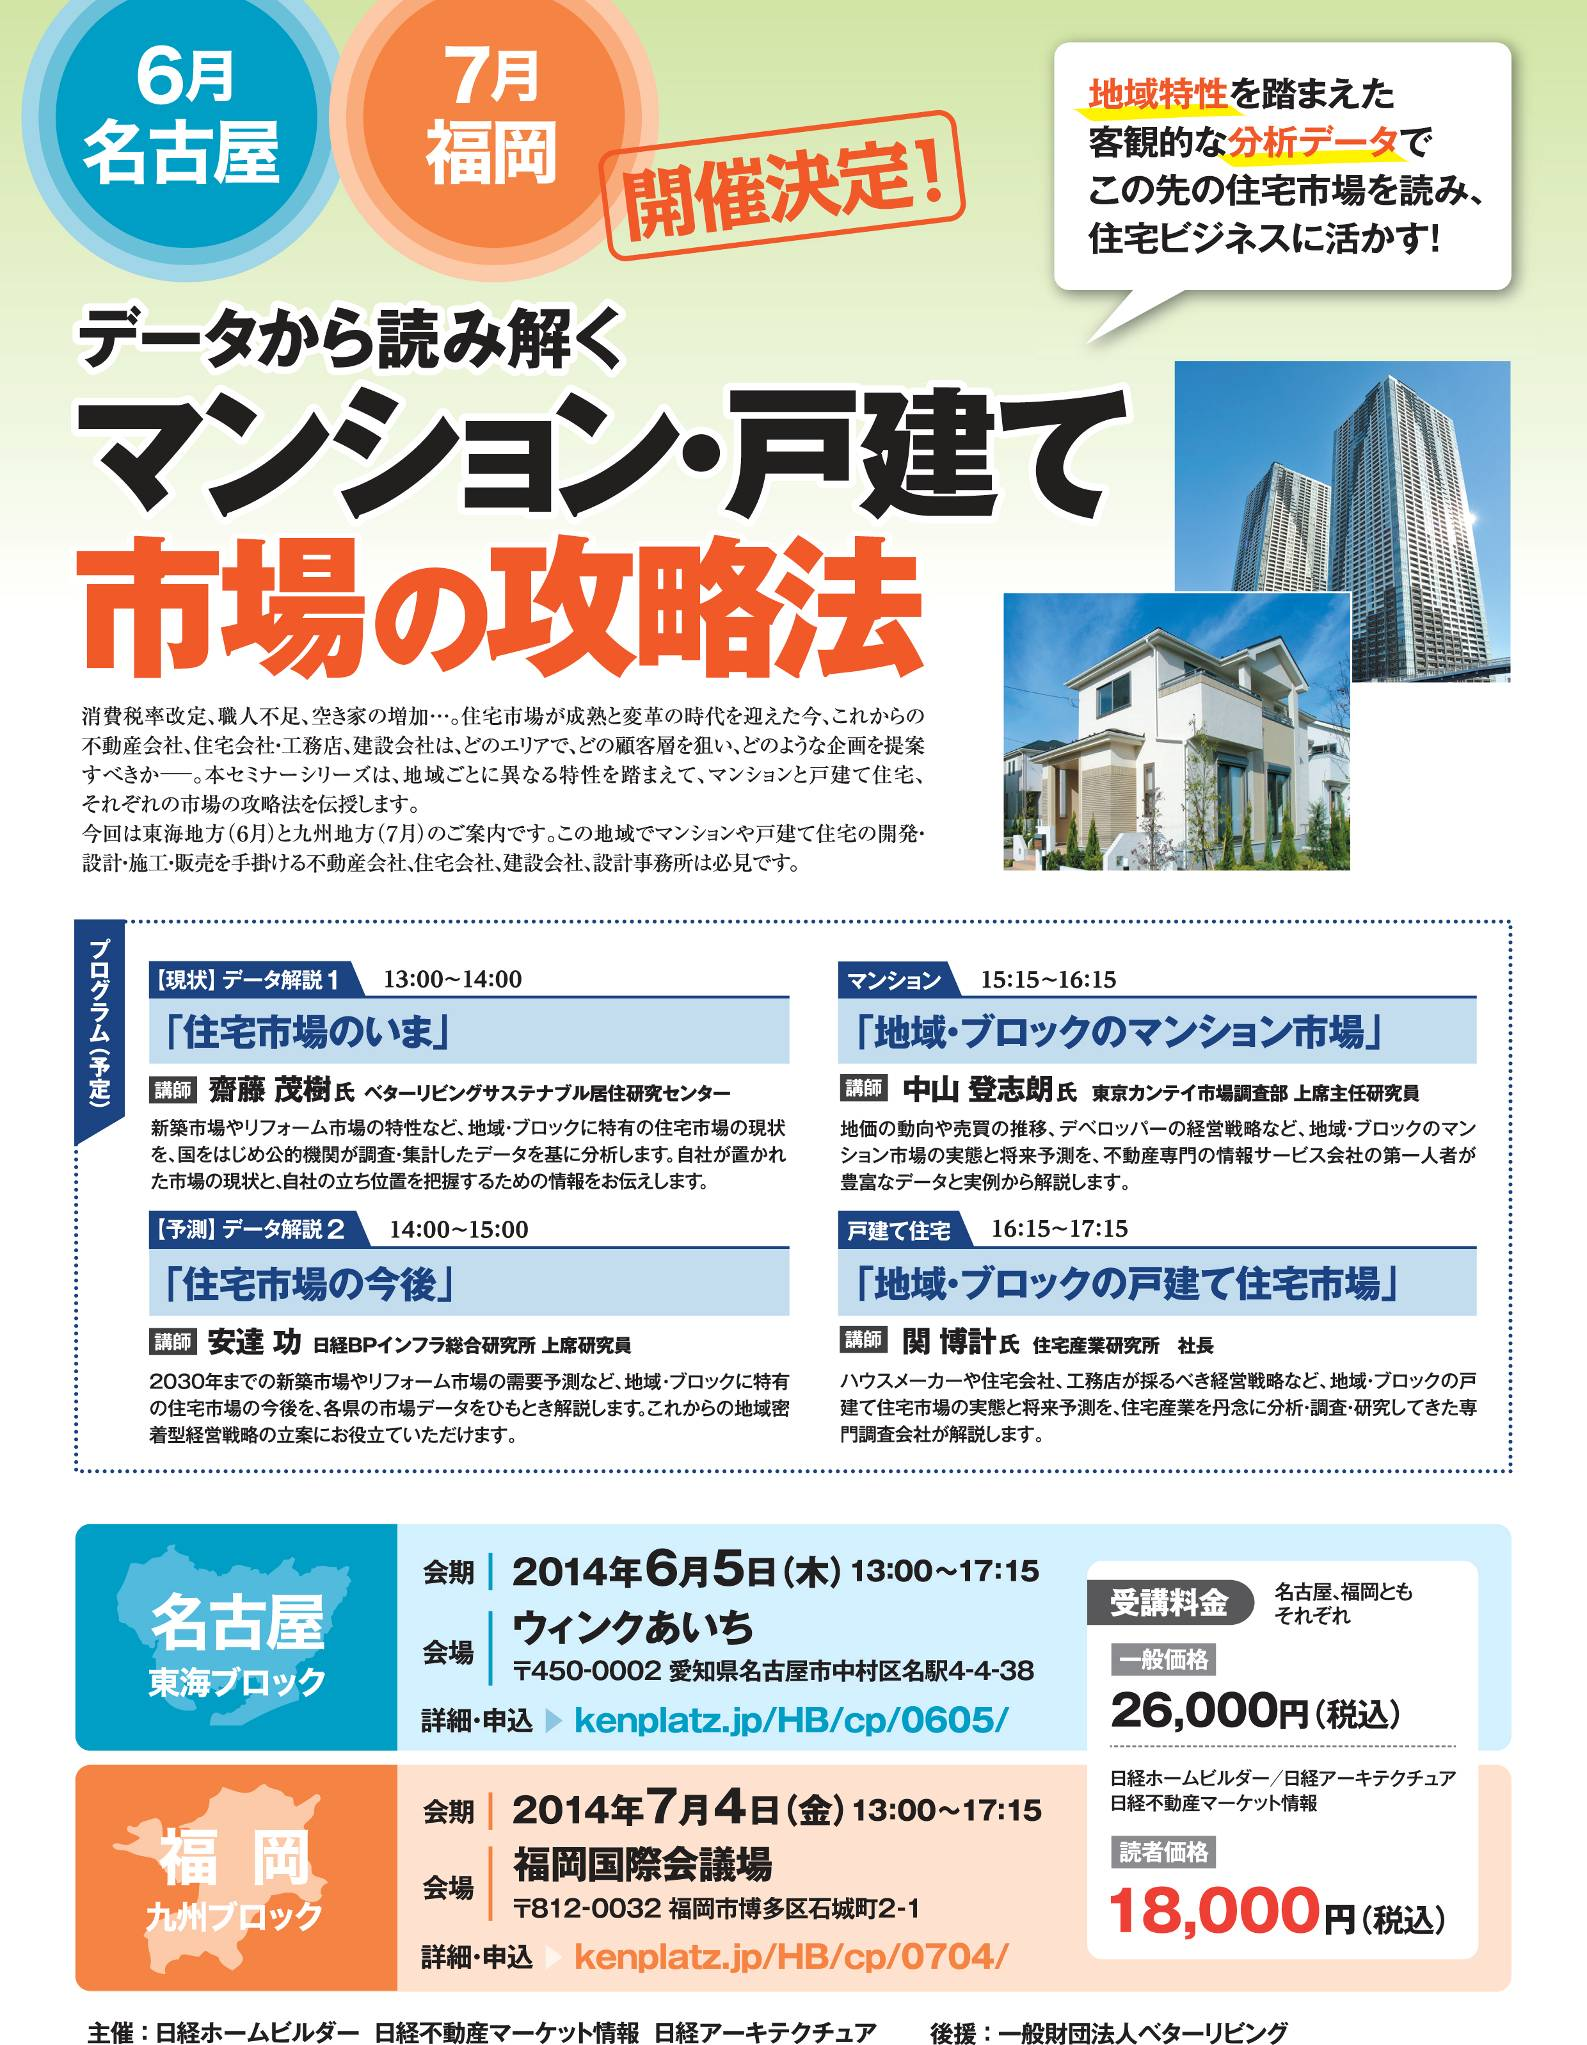 6月
名古屋
7月
福岡
開催決定!
地域特性を踏まえた
客観的な分析データで
この先の住宅市場を読み、
住宅ビジネスに活かす!
データから読み解く
マンション・戸建て
市場の攻略法
消費税率改定、職人不足、空き家の増加…。住宅市場が成熟と変革の時代を迎えた今、これからの
不動産会社、住宅会社・工務店、建設会社は、どのエリアで、どの顧客層を狙い、どのような企画を提案
すべきか――。本セミナーシリーズは、地域ごとに異なる特性を踏まえて、マンションと戸建て住宅、
それぞれの市場の攻略法を伝授します。
今回は東海地方（6月）と九州地方（7月）のご案内です。この地域でマンションや戸建て住宅の開発・
設計・施工・販売を手掛ける不動産会社、住宅会社、建設会社、設計事務所は必見です。
プログラム（予定）
【現状】データ解説1 13:00~14:00
「住宅市場のいま」
講師 齋藤 茂樹氏 ベターリビングサステナブル居住研究センター
新築市場やリフォーム市場の特性など、地域・ブロックに特有の住宅市場の現状
を、国をはじめ公的機関が調査・集計したデータを基に分析します。自社が置かれ
た市場の現状と、自社の立ち位置を把握するための情報をお伝えします。
【予測】データ解説2 14:00~15:00
「住宅市場の今後」
講師 安達 功 日経BPインフラ総合研究所 上席研究員
2030年までの新築市場やリフォーム市場の需要予測など、地域・ブロックに特有
の住宅市場の今後を、各県の市場データをひもとき解説します。これからの地域密
着型経営戦略の立案にお役立ていただけます。
マンション 15:15~16:15
「地域・ブロックのマンション市場」
講師 中山 登志朗氏 東京カンテイ市場調査部 上席主任研究員
地価の動向や売買の推移、デベロッパーの経営戦略など、地域・ブロックのマン
ション市場の実態と将来予測を、不動産専門の情報サービス会社の第一人者が
豊富なデータと実例から解説します。
戸建て住宅 16:15~17:15
「地域・ブロックの戸建て住宅市場」
講師 関 博計氏 住宅産業研究所 社長
ハウスメーカーや住宅会社、工務店が採るべき経営戦略など、地域・ブロックの戸
建て住宅市場の実態と将来予測を、住宅産業を丹念に分析・調査・研究してきた専
門調査会社が解説します。
名古屋
東海ブロック
会期 2014年6月5日（木）13:00~17:15
会場 ウィンクあいち
〒450-0002 愛知県名古屋市中村区名駅4-4-38
詳細・申込 ▶ kenplatz.jp/HB/cp/0605/
福岡
九州ブロック
会期 2014年7月4日（金）13:00~17:15
会場 福岡国際会議場
〒812-0032 福岡市博多区石城町2-1
詳細・申込 ▶ kenplatz.jp/HB/cp/0704/
受講料金 名古屋、福岡とも
それぞれ
一般価格
26,000円（税込）
日経ホームビルダー／日経アーキテクチュア
日経不動産マーケット情報
読者価格
18,000円（税込）
主催：日経ホームビルダー 日経不動産マーケット情報 日経アーキテクチュア 後援：一般財団法人ベターリビング